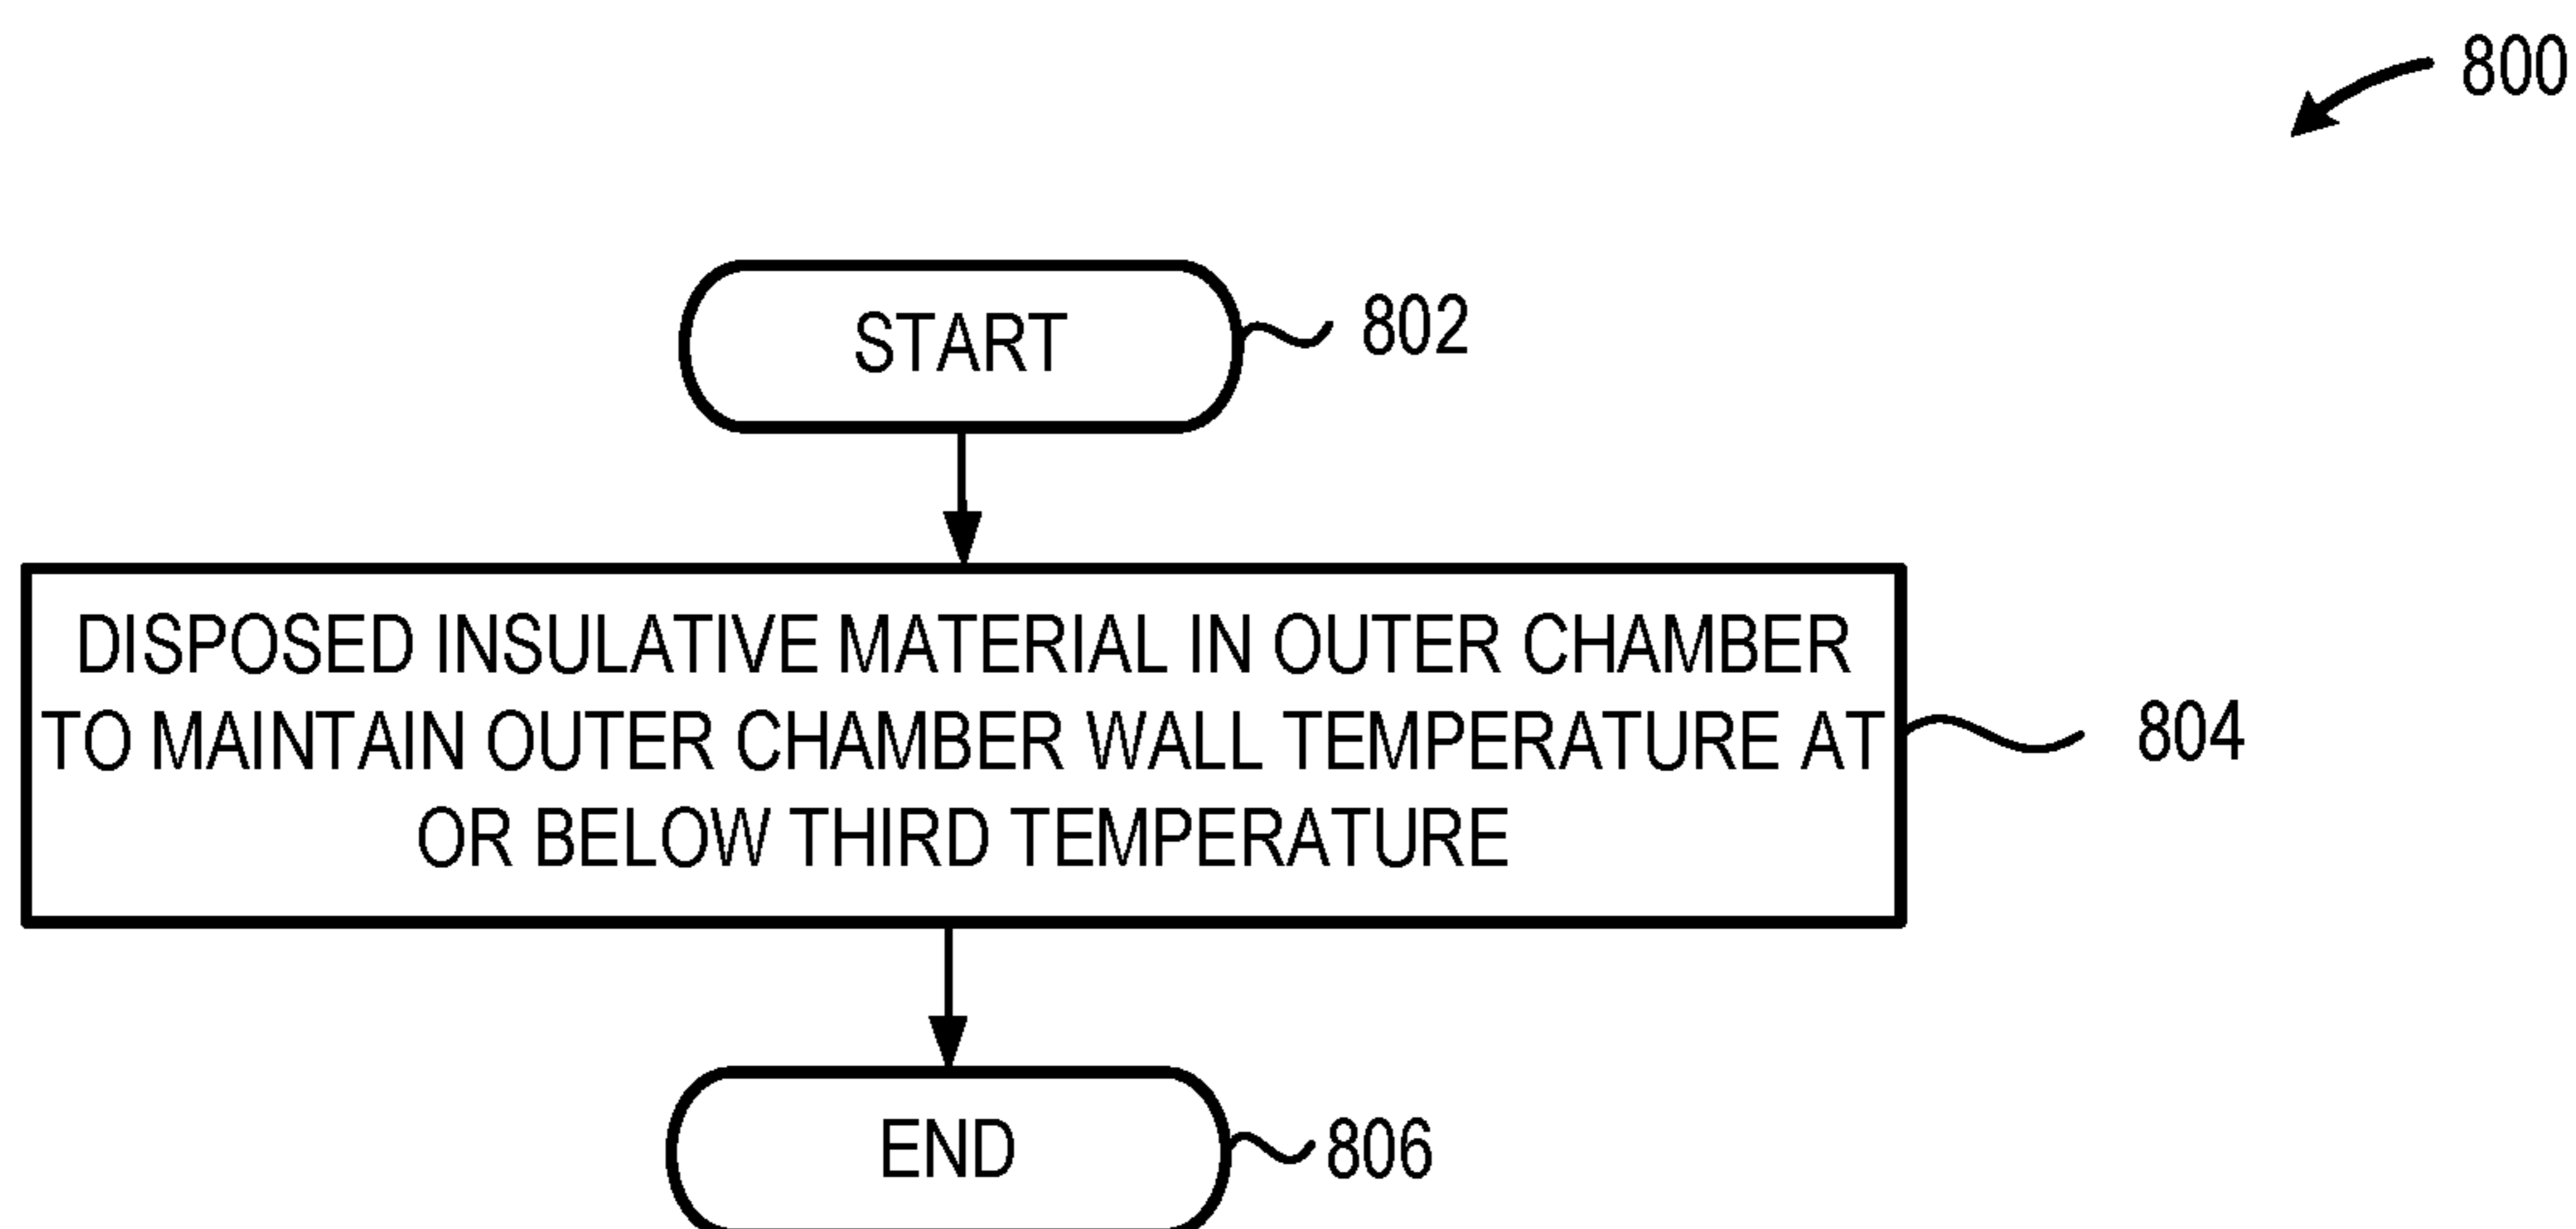 800
START
802
DISPOSED INSULATIVE MATERIAL IN OUTER CHAMBER
TO MAINTAIN OUTER CHAMBER WALL TEMPERATURE AT
OR BELOW THIRD TEMPERATURE
804
END
806